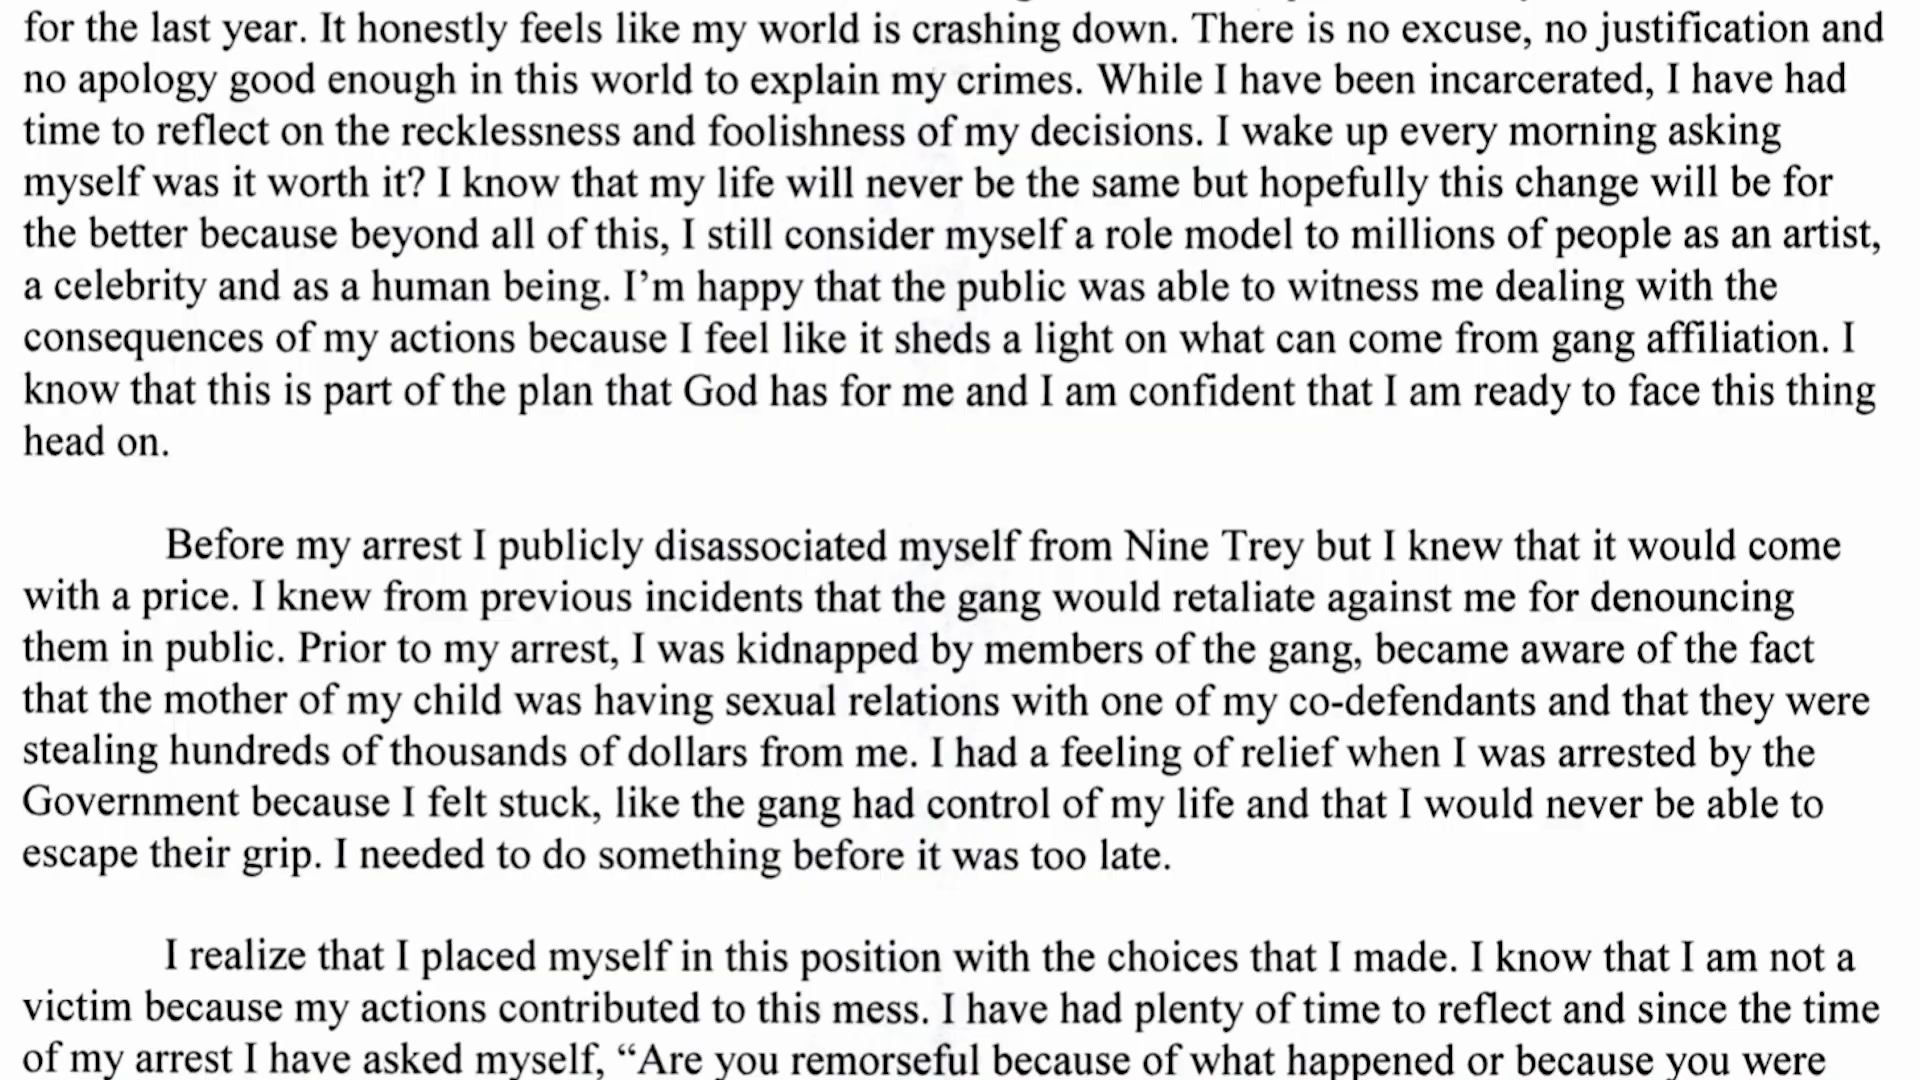 for the last year. It honestly feels like my world is crashing down. There is no excuse, no justification and
no apology good enough in this world to explain my crimes. While I have been incarcerated, I have had
time to reflect on the recklessness and foolishness of my decisions. I wake up every morning asking
myself was it worth it? I know that my life will never be the same but hopefully this change will be for
the better because beyond all of this, I still consider myself a role model to millions of people as an artist,
a celebrity and as a human being. I’m happy that the public was able to witness me dealing with the
consequences of my actions because I feel like it sheds a light on what can come from gang affiliation. I
know that this is part of the plan that God has for me and I am confident that I am ready to face this thing
head on.
Before my arrest I publicly disassociated myself from Nine Trey but I knew that it would come
with a price. I knew from previous incidents that the gang would retaliate against me for denouncing
them in public. Prior to my arrest, I was kidnapped by members of the gang, became aware of the fact
that the mother of my child was having sexual relations with one of my co-defendants and that they were
stealing hundreds of thousands of dollars from me. I had a feeling of relief when I was arrested by the
Government because I felt stuck, like the gang had control of my life and that I would never be able to
escape their grip. I needed to do something before it was too late.
I realize that I placed myself in this position with the choices that I made. I know that I am not a
victim because my actions contributed to this mess. I have had plenty of time to reflect and since the time
of my arrest I have asked myself, “Are you remorseful because of what happened or because you were